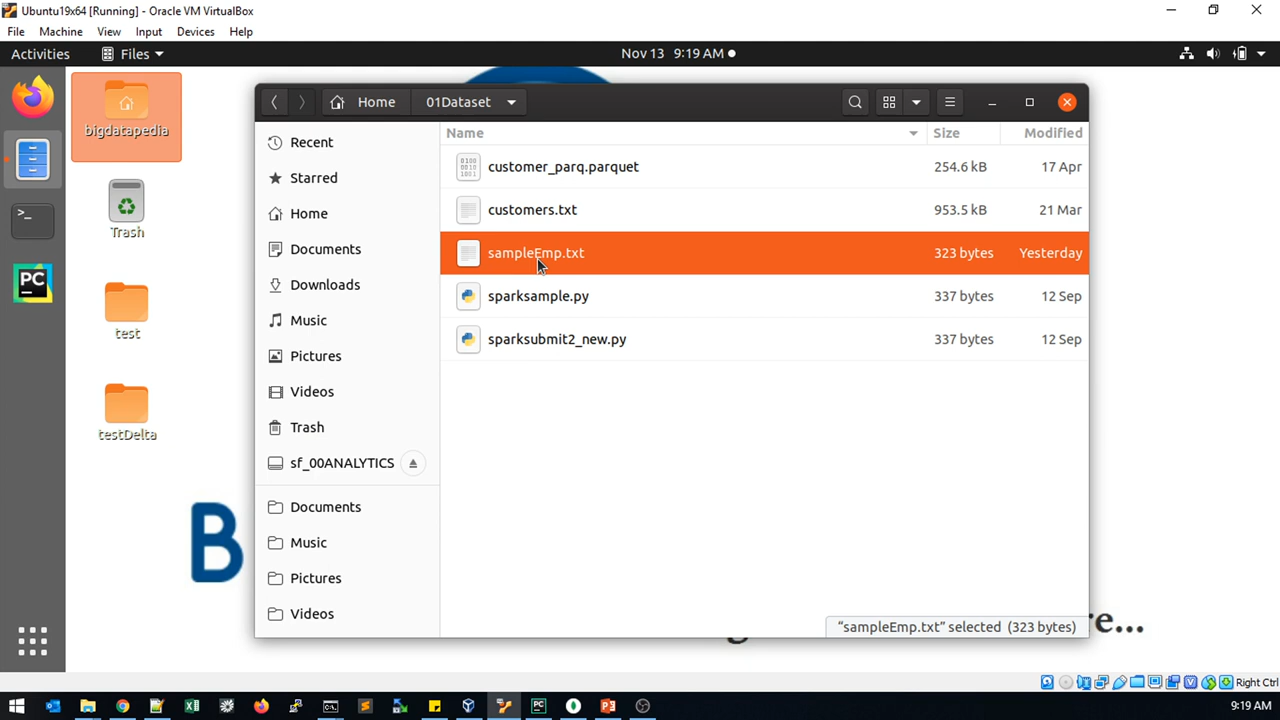 Ubuntu19x64 [Running] - Oracle VM VirtualBox
File Machine View Input Devices Help
Activities Files Nov 13 9:19 AM
Home 01Dataset
bigdatapedia
Trash
test
testDelta
Recent
Starred
Home
Documents
Downloads
Music
Pictures
Videos
Trash
sf_00ANALYTICS
Documents
Music
Pictures
Videos
Name Size Modified
customer_parq.parquet 254.6 kB 17 Apr
customers.txt 953.5 kB 21 Mar
sampleEmp.txt 323 bytes Yesterday
sparksample.py 337 bytes 12 Sep
sparksubmit2_new.py 337 bytes 12 Sep
“sampleEmp.txt” selected (323 bytes)
B
re...
Right Ctrl
9:19 AM